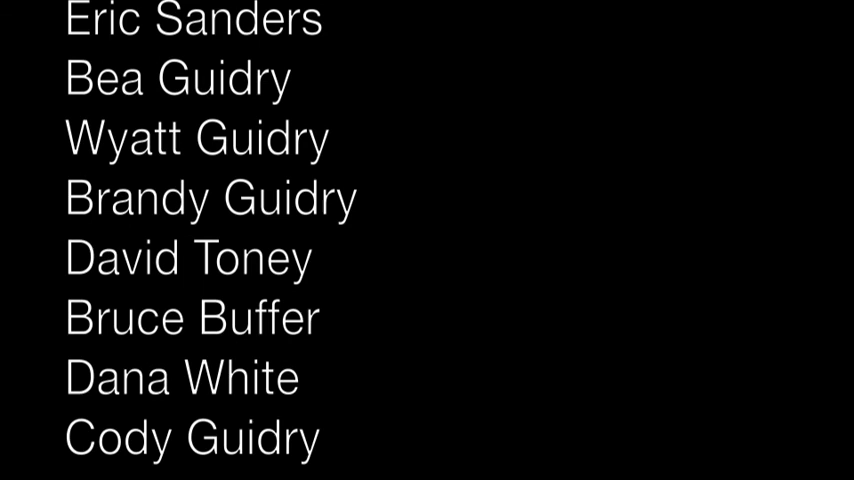 Eric Sanders
Bea Guidry
Wyatt Guidry
Brandy Guidry
David Toney
Bruce Buffer
Dana White
Cody Guidry